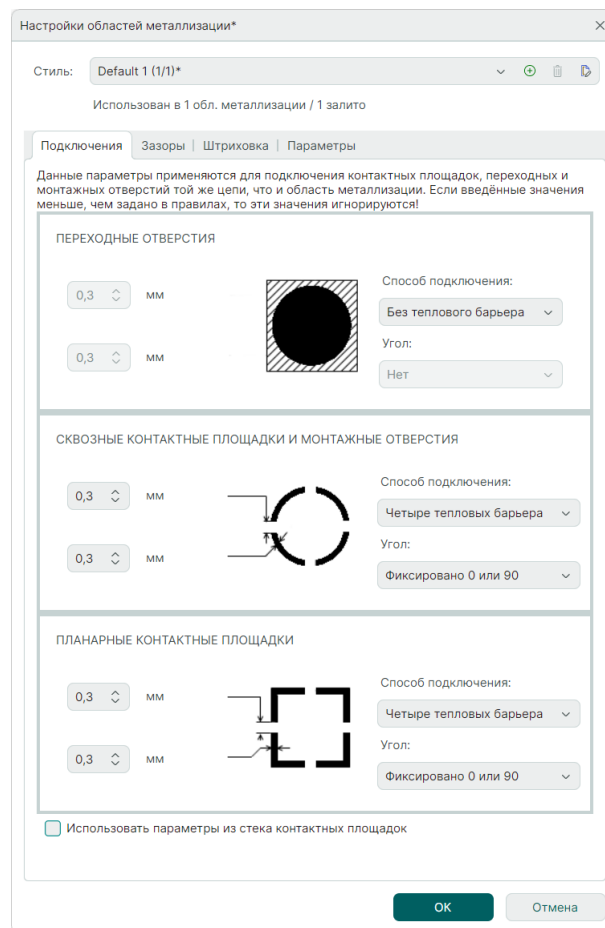 Настройки областей металлизации*
Стиль: Default 1 (1/1)*
Использован в 1 обл. металлизации / 1 залито
Подключения Зазоры Штриховка Параметры
Данные параметры применяются для подключения контактных площадок, переходных и
монтажных отверстий той же цепи, что и область металлизации. Если введённые значения
меньше, чем задано в правилах, то эти значения игнорируются!
ПЕРЕХОДНЫЕ ОТВЕРСТИЯ
Способ подключения:
0,3 мм
Без теплового барьера
Угол:
0,3 мм
Нет
СКВОЗНЫЕ КОНТАКТНЫЕ ПЛОЩАДКИ И МОНТАЖНЫЕ ОТВЕРСТИЯ
Способ подключения:
0,3 мм
Четыре тепловых барьера
Угол:
0,3 мм
Фиксировано 0 или 90
ПЛАНАРНЫЕ КОНТАКТНЫЕ ПЛОЩАДКИ
Способ подключения:
0,3 мм
Четыре тепловых барьера
Угол:
0,3 мм
Фиксировано 0 или 90
Использовать параметры из стека контактных площадок
ОК Отмена